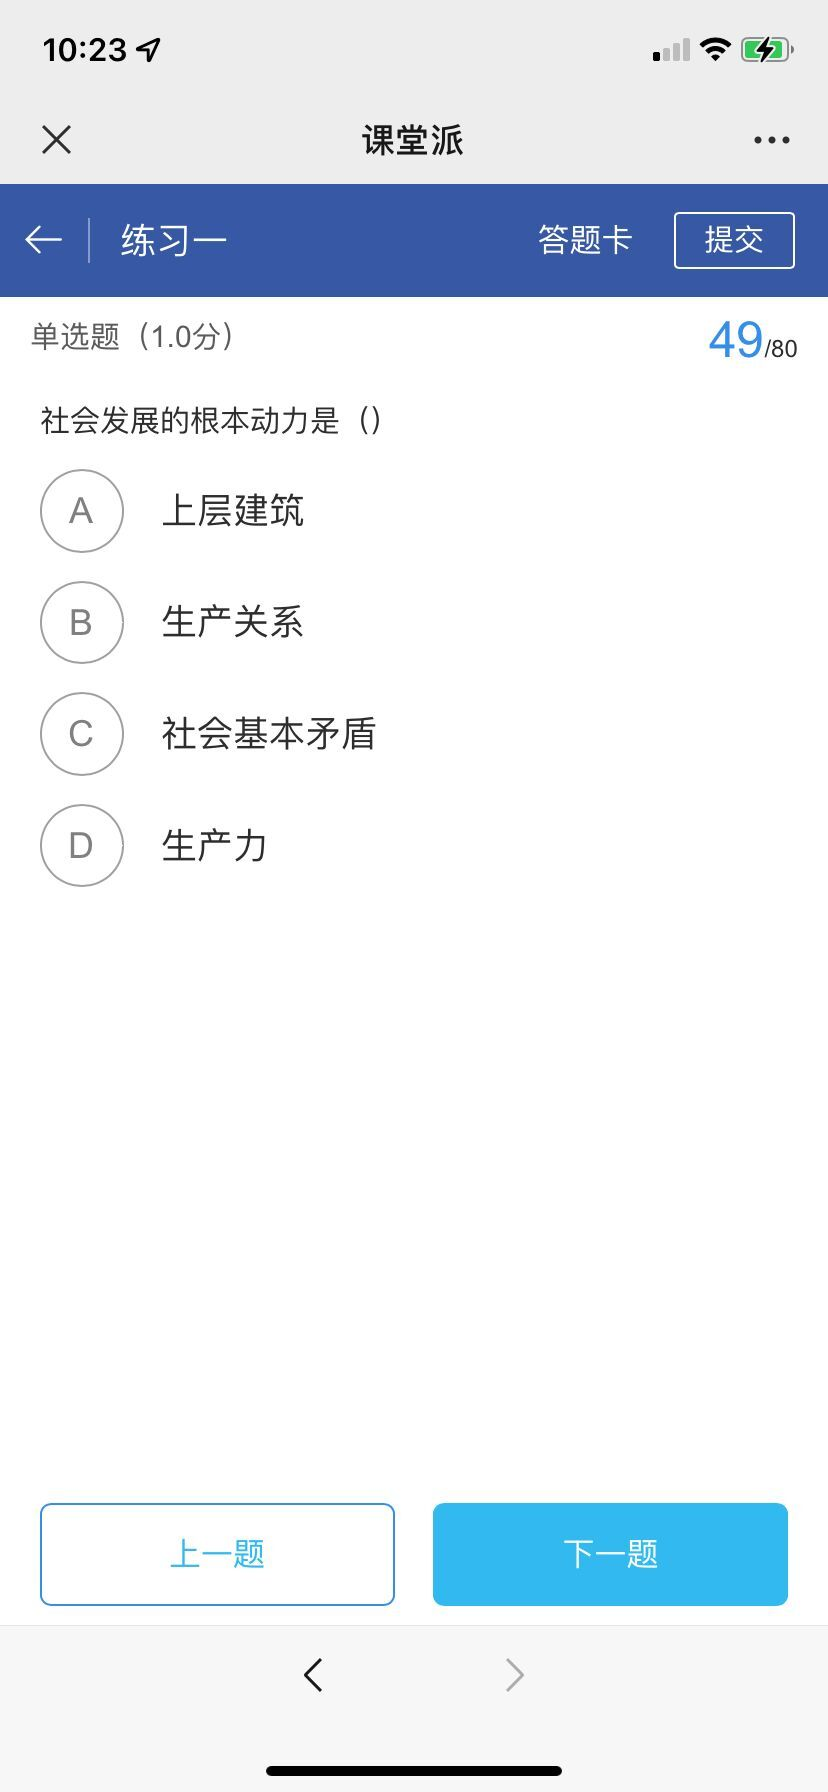 10:23
课堂派
练习一
答题卡
提交
单选题（1.0分）
49/80
社会发展的根本动力是（）
A 上层建筑
B 生产关系
C 社会基本矛盾
D 生产力
上一题
下一题